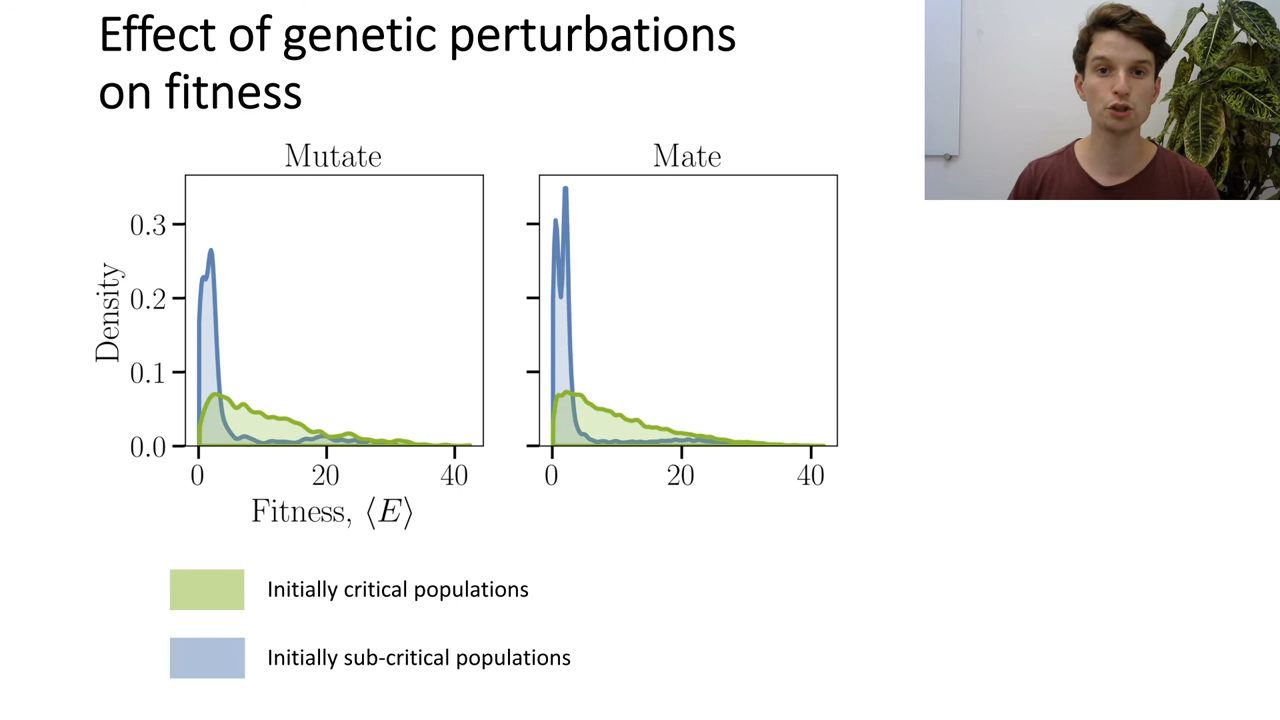 Effect of genetic perturbations
on fitness
Mutate
Mate
Density
0.3
0.2
0.1
0.0
0
20
40
0
20
40
Fitness, ⟨E⟩
Initially critical populations
Initially sub-critical populations